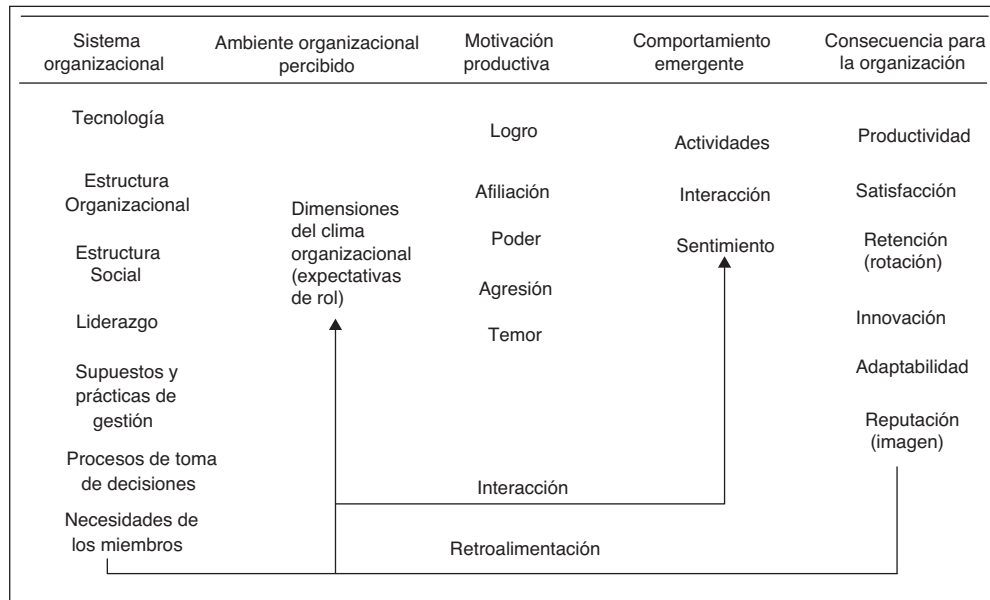 Sistema
organizacional
Ambiente organizacional
percibido
Motivación
productiva
Comportamiento
emergente
Consecuencia para
la organización
Tecnología
Estructura
Organizacional
Estructura
Social
Liderazgo
Supuestos y
prácticas de
gestión
Procesos de toma
de decisiones
Necesidades de
los miembros
Dimensiones
del clima
organizacional
(expectativas
de rol)
Logro
Afiliación
Poder
Agresión
Temor
Actividades
Interacción
Sentimiento
Productividad
Satisfacción
Retención
(rotación)
Innovación
Adaptabilidad
Reputación
(imagen)
Interacción
Retroalimentación